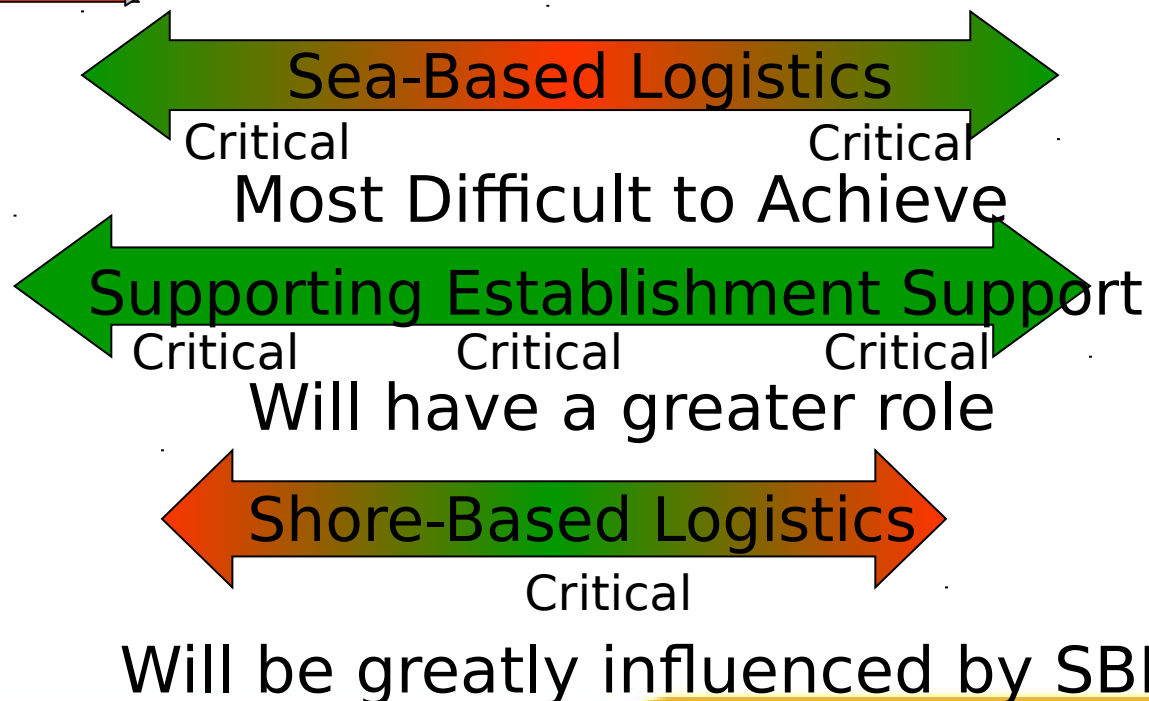 Sea-Based Logistics
Critical Critical
Most Difficult to Achieve
Supporting Establishment Support
Critical Critical Critical
Will have a greater role
Shore-Based Logistics
Critical
Will be greatly influenced by